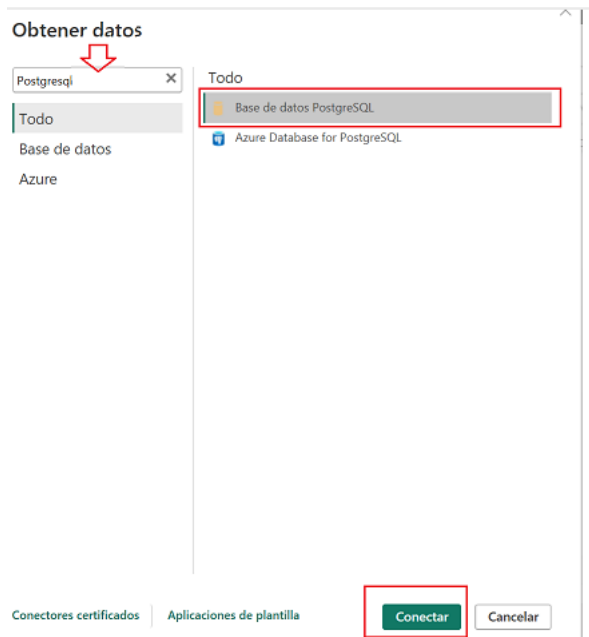 Obtener datos
Postgresql
Todo
Base de datos
Azure
Todo
Base de datos PostgreSQL
Azure Database for PostgreSQL
Conectores certificados
Aplicaciones de plantilla
Conectar
Cancelar